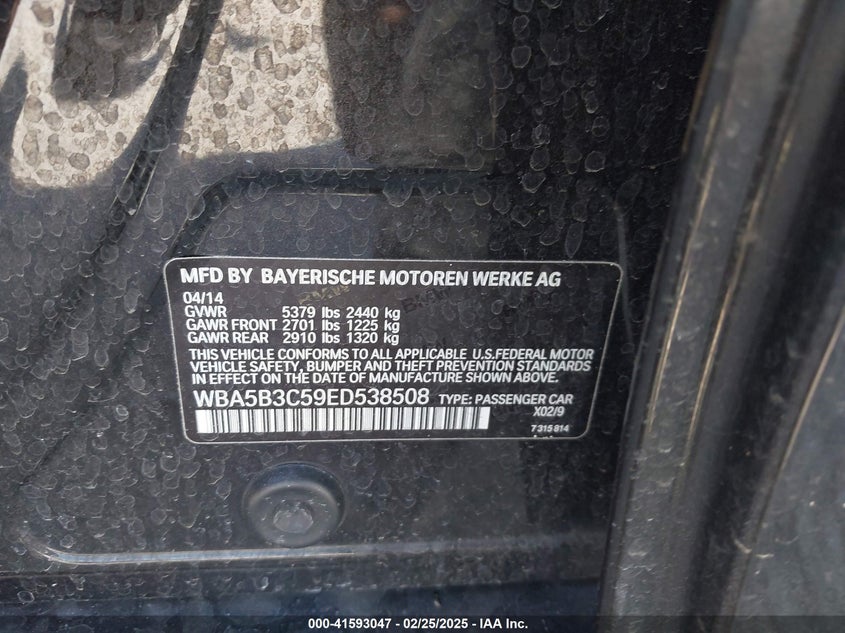 MFD BY BAYERISCHE MOTOREN WERKE AG
04/14
GVWR 5379 lbs 2440 kg
GAWR FRONT 2701 lbs 1225 kg
GAWR REAR 2910 lbs 1320 kg
THIS VEHICLE CONFORMS TO ALL APPLICABLE U.S.FEDERAL MOTOR
VEHICLE SAFETY, BUMPER AND THEFT PREVENTION STANDARDS
IN EFFECT ON THE DATE OF MANUFACTURE SHOWN ABOVE.
WBA5B3C59ED538508 TYPE: PASSENGER CAR
X02/9
7 315 814
000-41593047 - 02/25/2025 - IAA Inc.